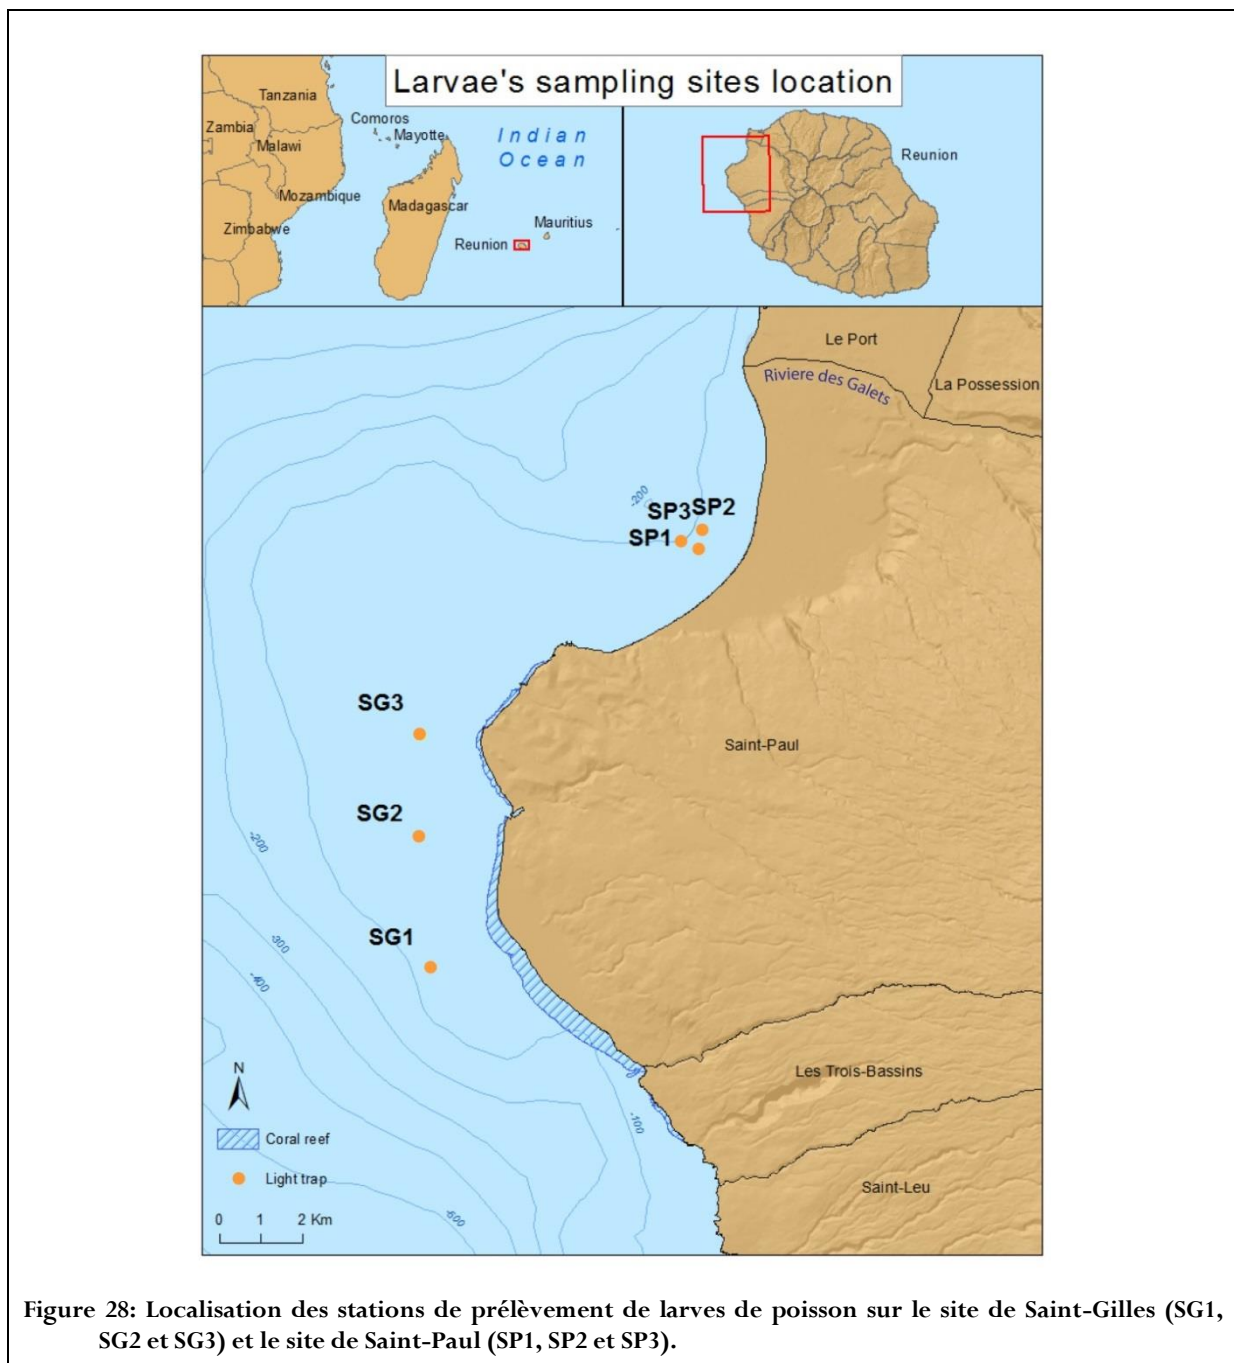 Larvae's sampling sites location
Tanzania
Comoros
Zambia
Mayotte
Malawi
Indian
Ocean
Mozambique
Madagascar
Zimbabwe
Mauritius
Reunion
Reunion
Le Port
Riviere des Galets
La Possession
-200
SP3
SP2
SP1
SG3
Saint-Paul
SG2
-200
SG1
-300
-400
N
Les Trois-Bassins
-100
Coral reef
Light trap
Saint-Leu
0 1 2 Km
-600
Figure 28: Localisation des stations de prélèvement de larves de poisson sur le site de Saint-Gilles (SG1,
SG2 et SG3) et le site de Saint-Paul (SP1, SP2 et SP3).